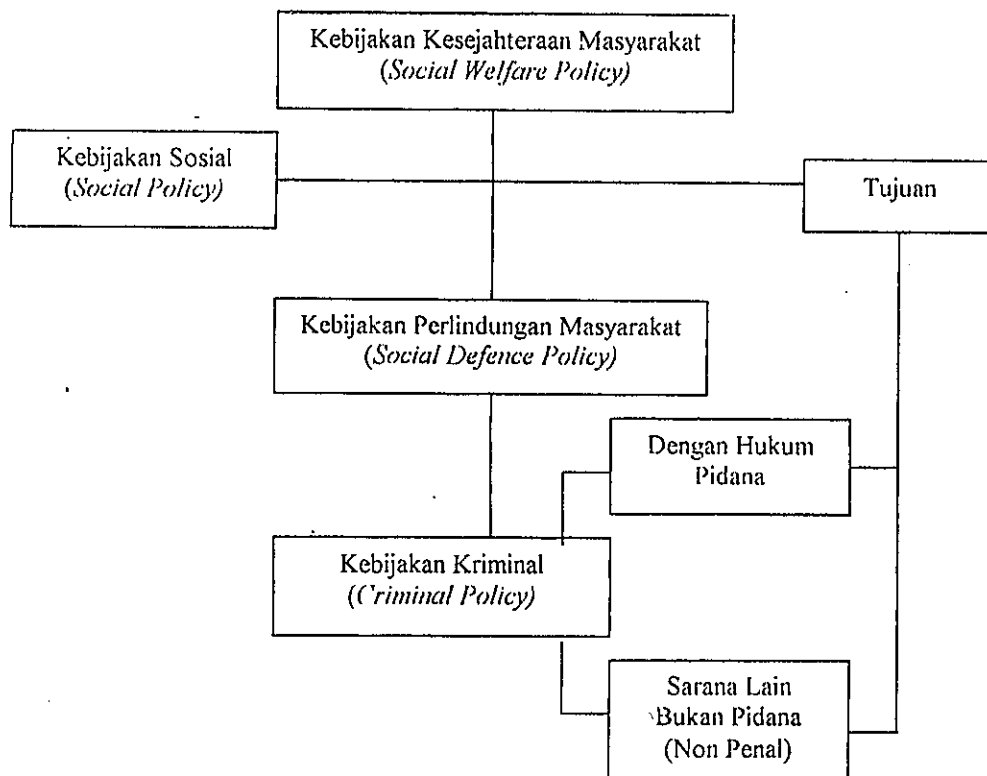 Kebijakan Kesejahteraan Masyarakat
(Social Welfare Policy)
Kebijakan Sosial
(Social Policy)
Tujuan
Kebijakan Perlindungan Masyarakat
(Social Defence Policy)
Dengan Hukum
Pidana
Kebijakan Kriminal
(Criminal Policy)
Sarana Lain
Bukan Pidana
(Non Penal)